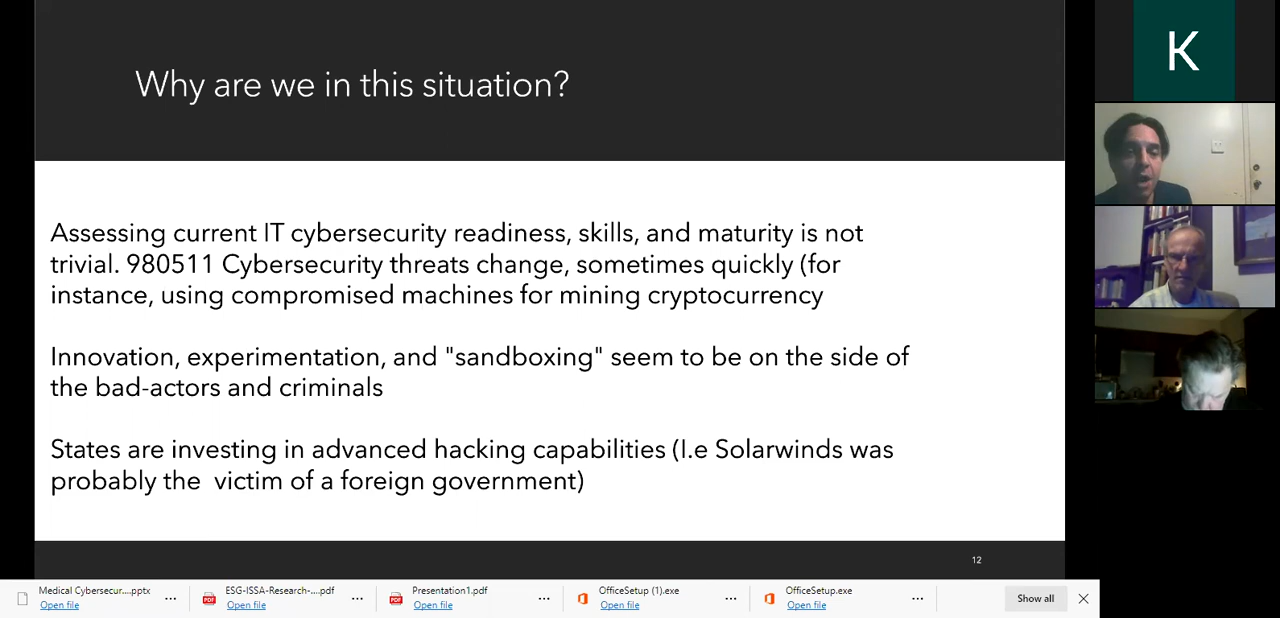 Why are we in this situation?
K
Assessing current IT cybersecurity readiness, skills, and maturity is not
trivial. 980511 Cybersecurity threats change, sometimes quickly (for
instance, using compromised machines for mining cryptocurrency
Innovation, experimentation, and "sandboxing" seem to be on the side of
the bad-actors and criminals
States are investing in advanced hacking capabilities (I.e Solarwinds was
probably the  victim of a foreign government)
12
Medical Cybersecur....pptx
Open file
...
PDF
ESG-ISSA-Research-....pdf
Open file
...
PDF
Presentation1.pdf
Open file
...
OfficeSetup (1).exe
Open file
...
OfficeSetup.exe
Open file
...
Show all